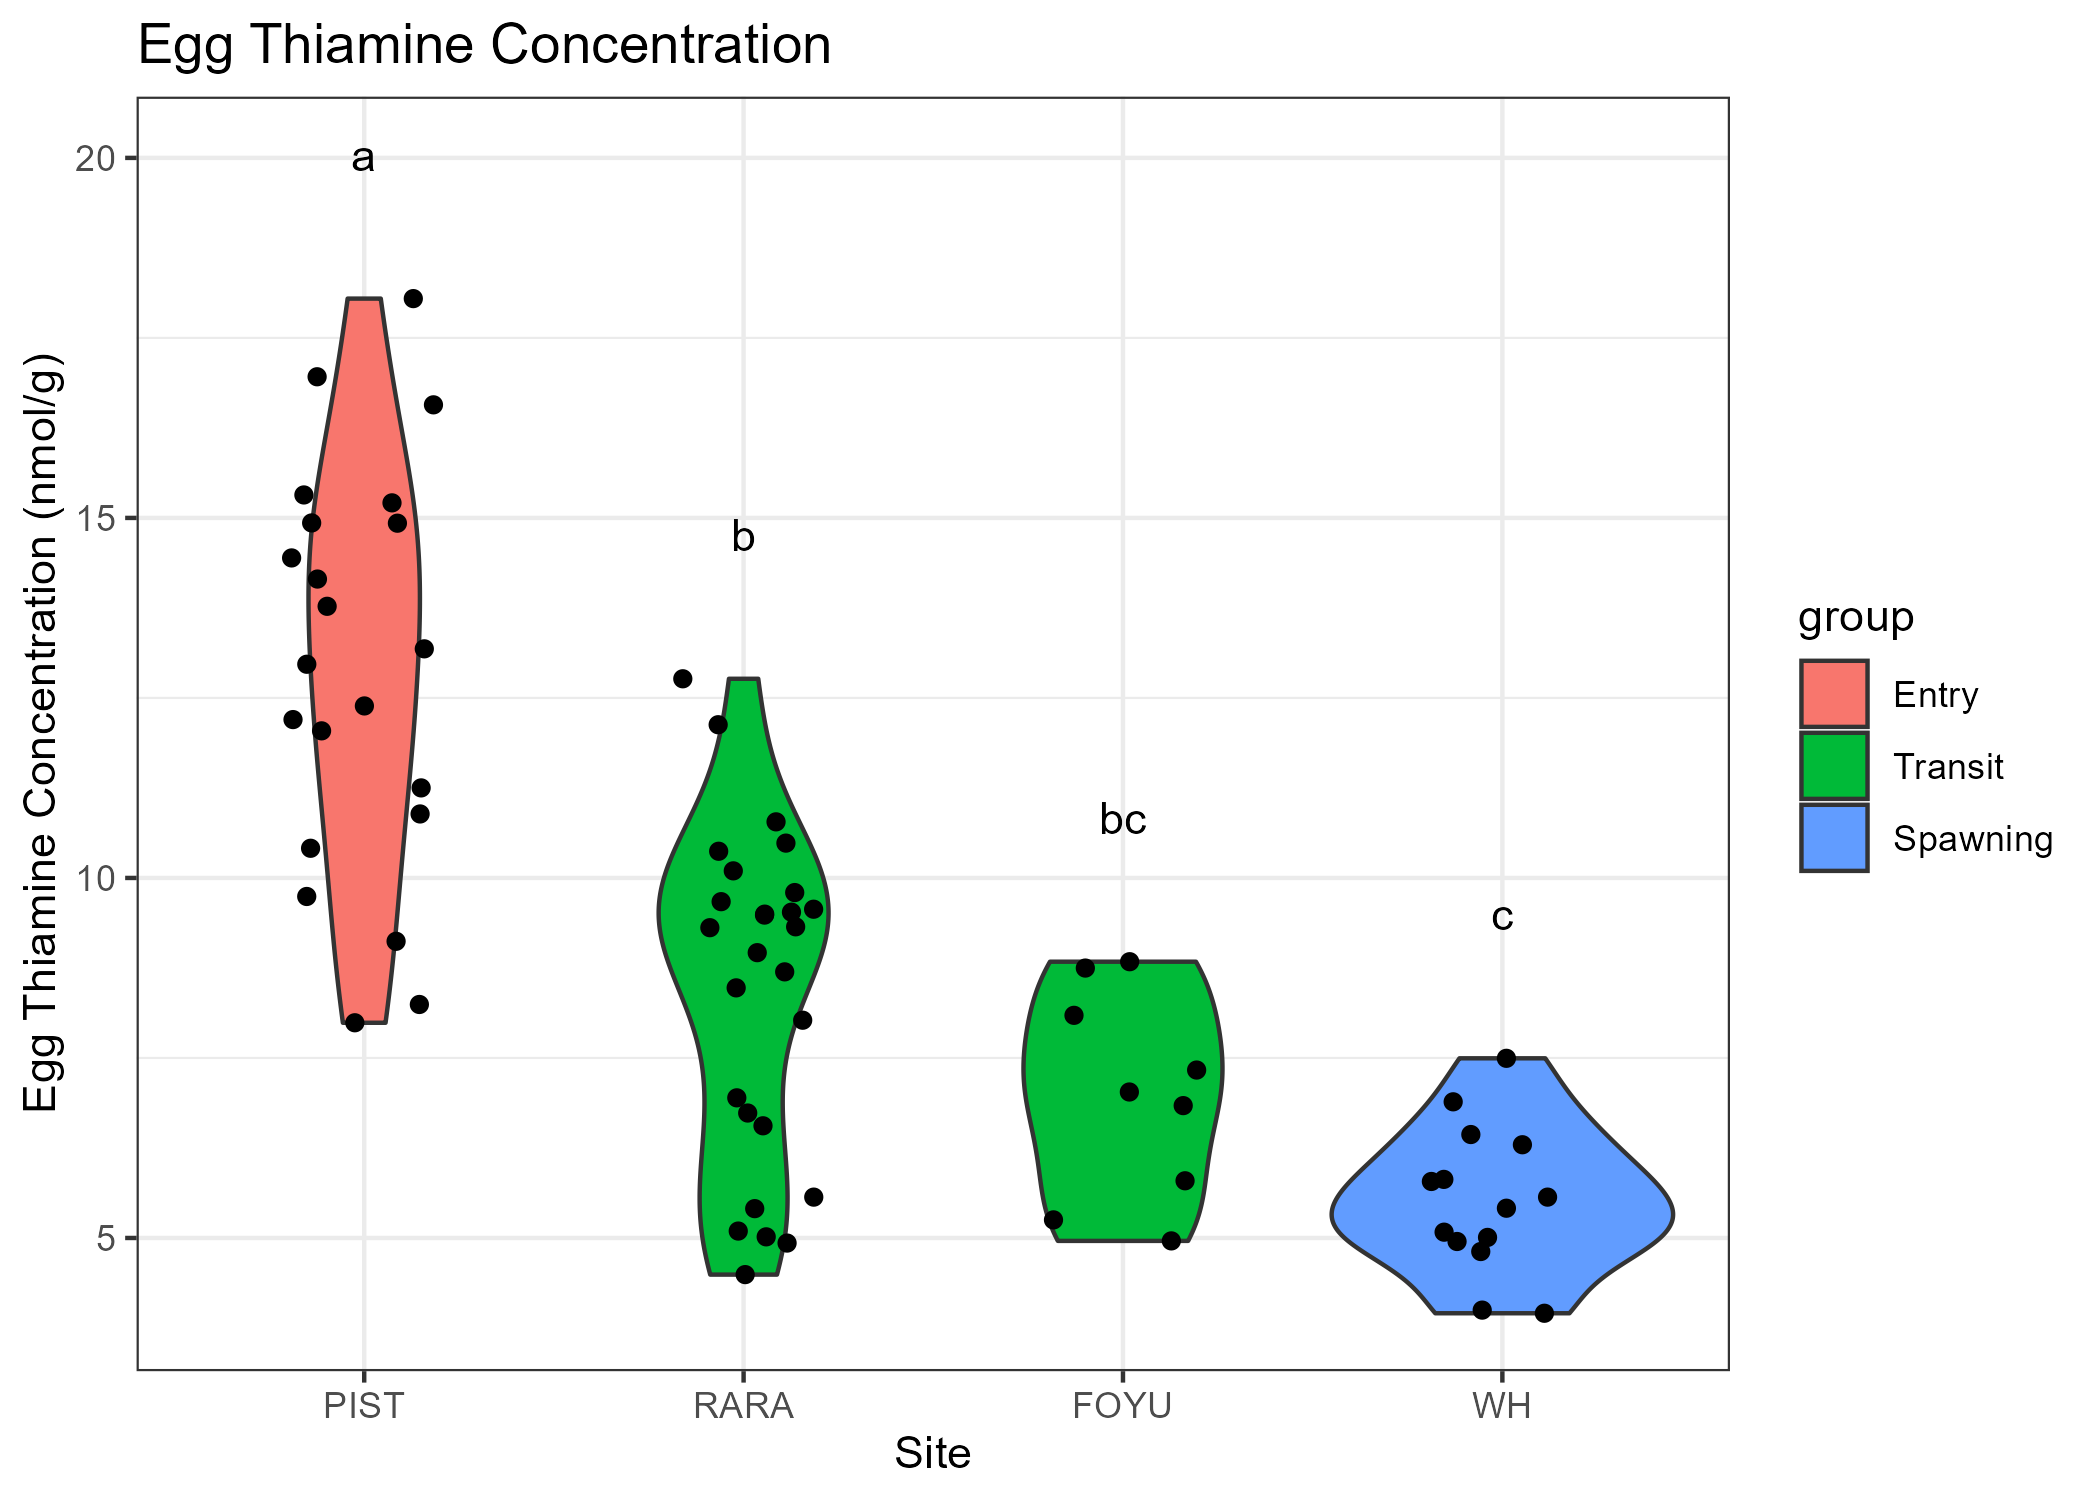 Egg Thiamine Concentration
Egg Thiamine Concentration (nmol/g)
20
15
10
5
a
b
bc
c
PIST
RARA
FOYU
WH
Site
group
Entry
Transit
Spawning